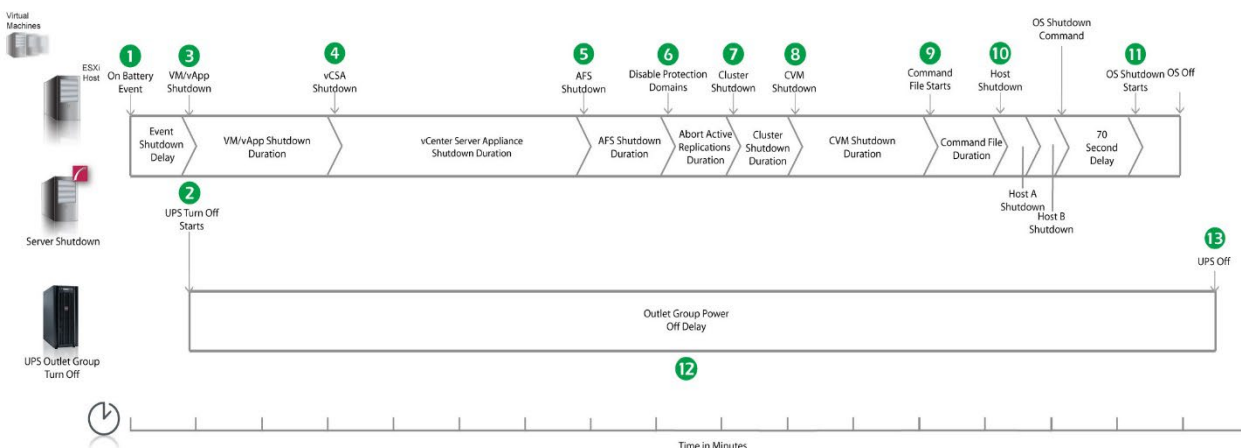 Virtual
Machines
ESXi
Host
1
On Battery
Event
3
VM/vApp
Shutdown
4
vCSA
Shutdown
5
AFS
Shutdown
6
Disable Protection
Domains
7
Cluster
Shutdown
8
CVM
Shutdown
9
Command
File Starts
10
Host
Shutdown
OS Shutdown
Command
11
OS Shutdown
Starts
OS Off
Event
Shutdown
Delay
VM/vApp Shutdown
Duration
vCenter Server Appliance
Shutdown Duration
AFS Shutdown
Duration
Abort Active
Replications
Duration
Cluster
Shutdown
Duration
CVM Shutdown
Duration
Command File
Duration
70
Second
Delay
Host A
Shutdown
Host B
Shutdown
2
UPS Turn Off
Starts
Server Shutdown
13
UPS Off
Outlet Group Power
Off Delay
UPS Outlet Group
Turn Off
12
Time in Minutes